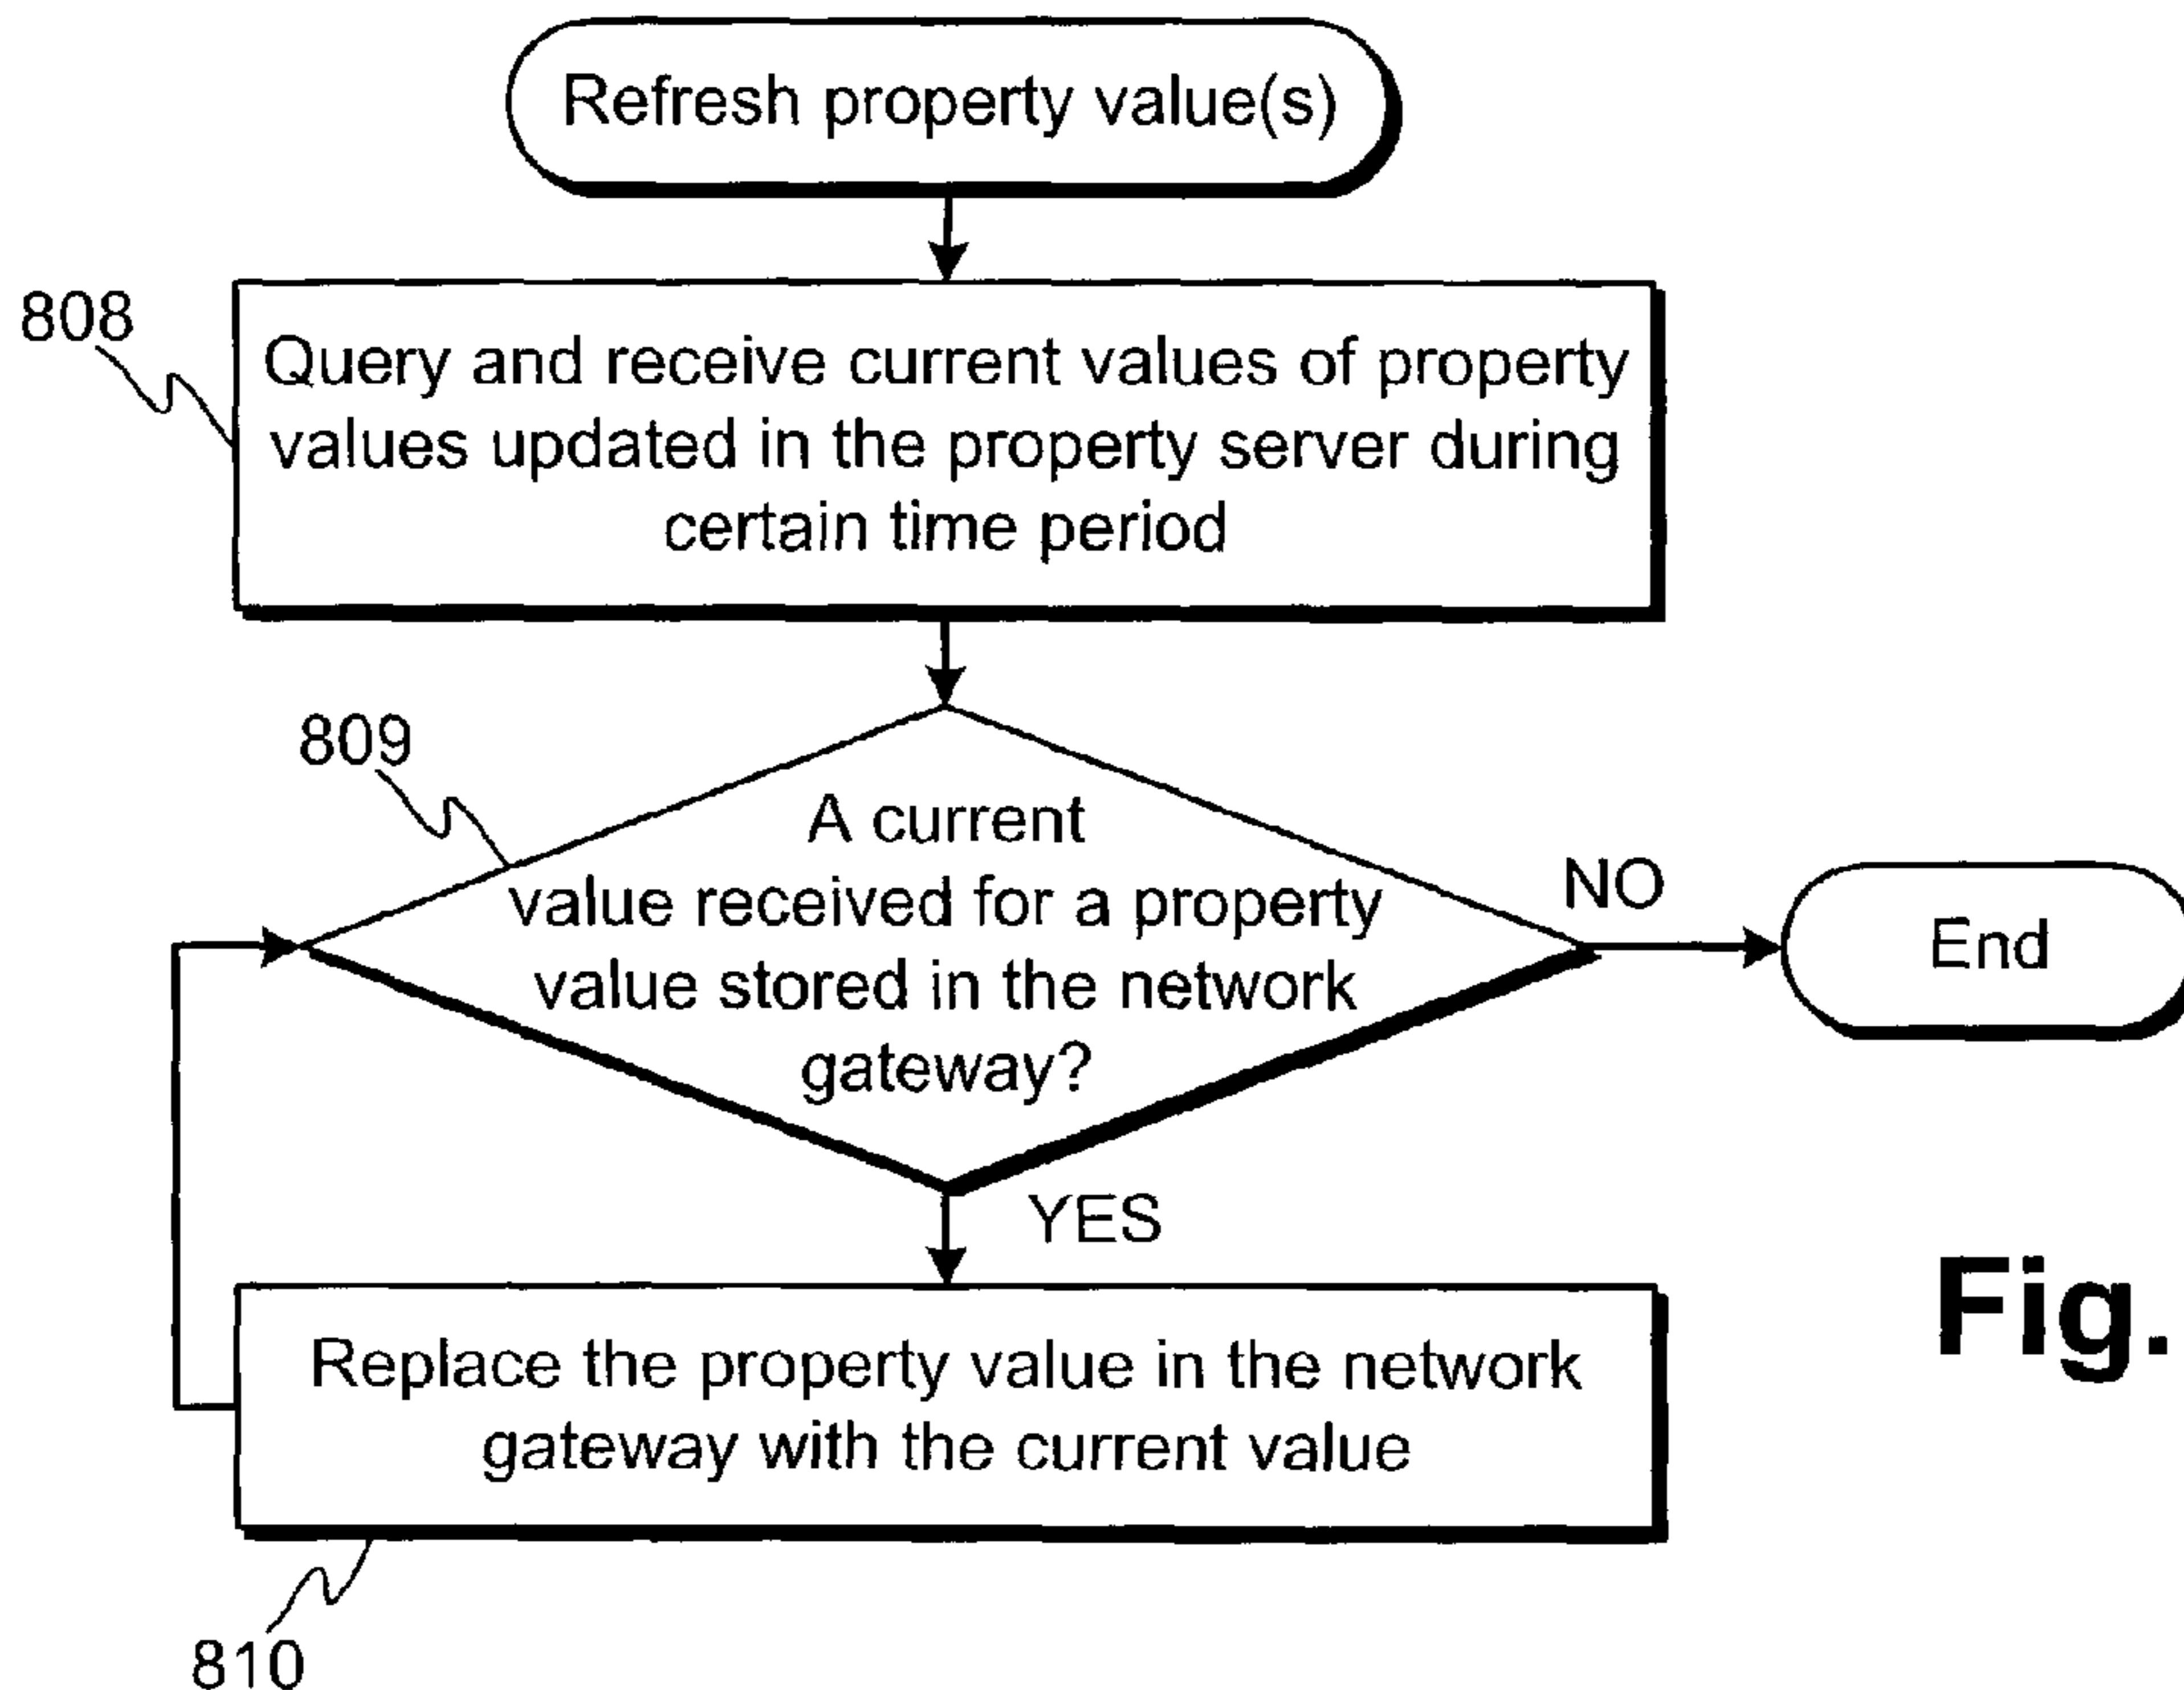 Refresh property value(s)
808
Query and receive current values of property
values updated in the property server during
certain time period
809
A current
value received for a property
value stored in the network
gateway?
NO
End
YES
Fig.
Replace the property value in the network
gateway with the current value
810